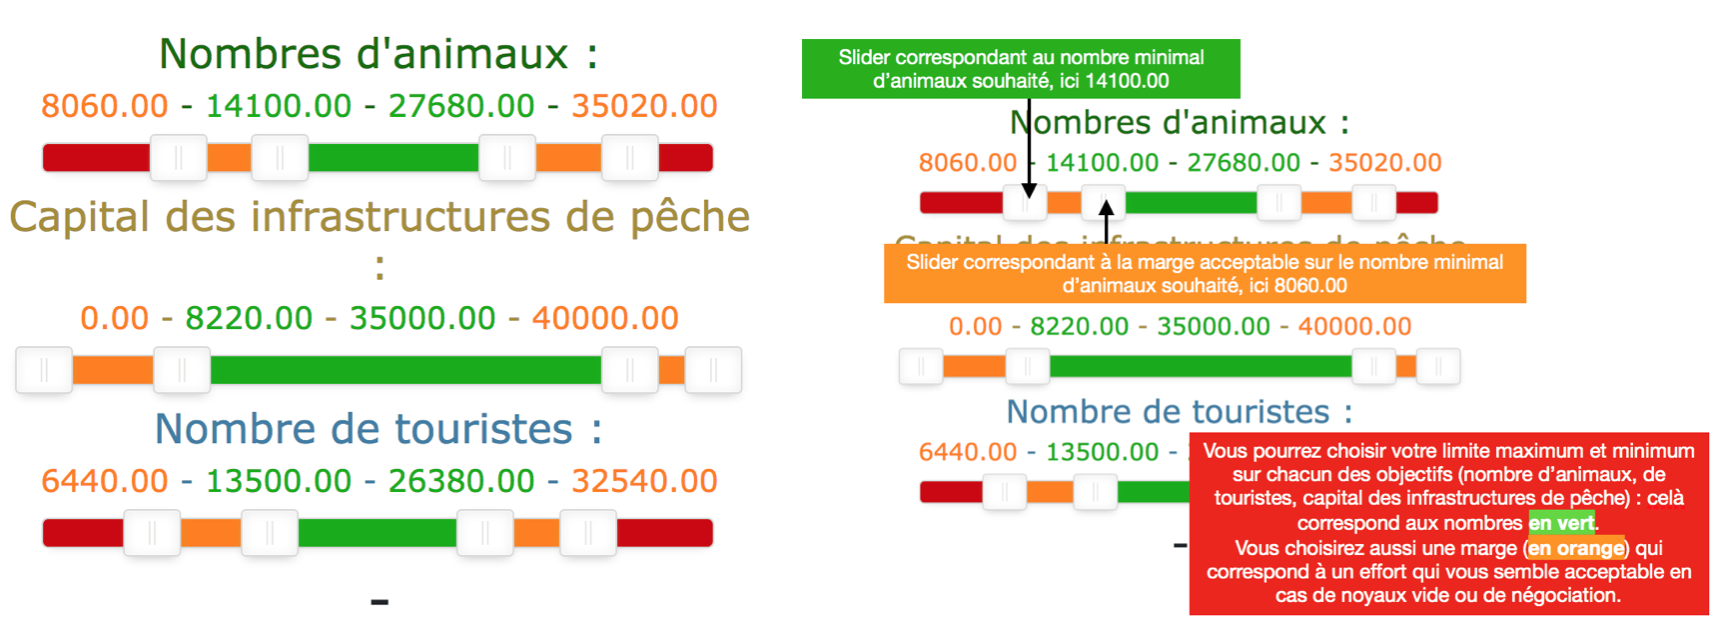 Nombres d'animaux :
8060.00 - 14100.00 - 27680.00 - 35020.00
Capital des infrastructures de pêche
:
0.00 - 8220.00 - 35000.00 - 40000.00
Nombre de touristes :
6440.00 - 13500.00 - 26380.00 - 32540.00
-
Slider correspondant au nombre minimal
d'animaux souhaité, ici 14100.00
Nombres d'animaux :
8060.00 - 14100.00 - 27680.00 - 35020.00
Capital des infrastructures de pêche
Slider correspondant à la marge acceptable sur le nombre minimal
d'animaux souhaité, ici 8060.00
0.00 - 8220.00 - 35000.00 - 40000.00
Nombre de touristes :
6440.00 - 13500.00 -
Vous pourrez choisir votre limite maximum et minimum
sur chacun des objectifs (nombre d'animaux, de
touristes, capital des infrastructures de pêche) : celà
correspond aux nombres en vert.
Vous choisirez aussi une marge (en orange) qui
correspond à un effort qui vous semble acceptable en
cas de noyaux vide ou de négociation.
-